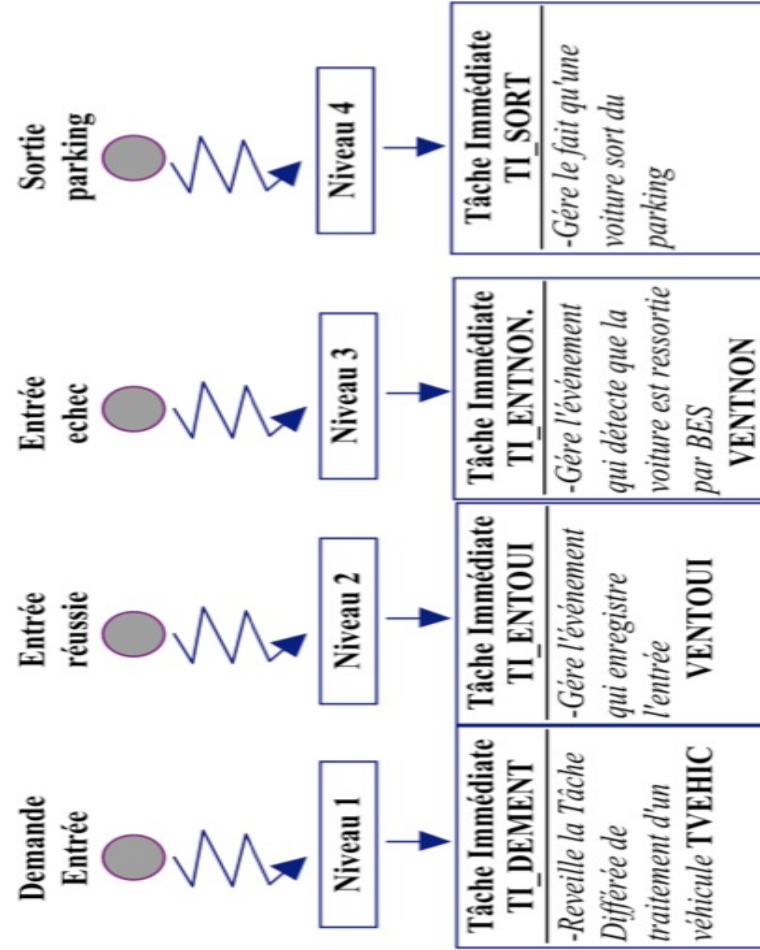 Demande
Entrée
Niveau 1
Tâche Immédiate
TI_DEMENT
-Reveille la Tâche
Différée de
traitement d'un
véhicule TVEHIC
Entrée
réussie
Niveau 2
Tâche Immédiate
TI_ENTOUI
-Gére l'événement
qui enregistre
l'entrée
VENTOUI
Entrée
echec
Niveau 3
Tâche Immédiate
TI_ENTNON.
-Gére l'événement
qui détecte que la
voiture est ressortie
par BES
VENTNON
Sortie
parking
Niveau 4
Tâche Immédiate
TI_SORT
-Gére le fait qu'une
voiture sort du
parking